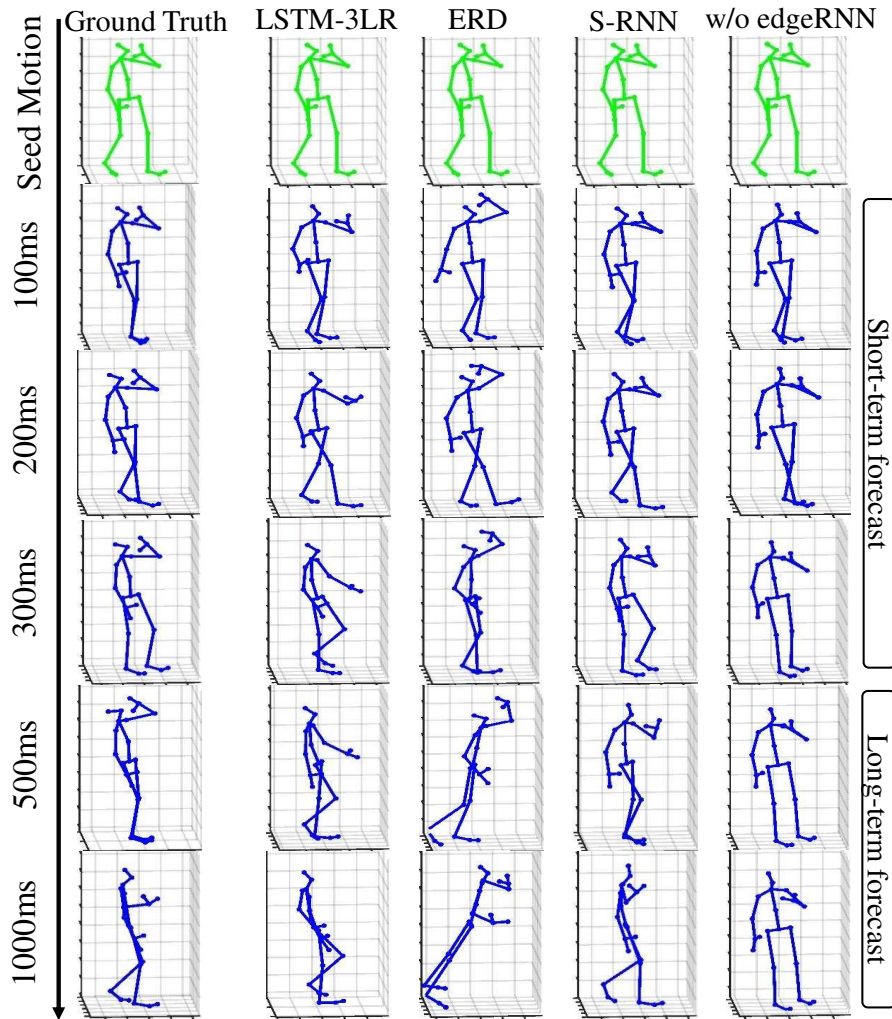 Ground Truth
LSTM-3LR
ERD
S-RNN
w/o edgeRNN
Seed Motion
100ms
200ms
300ms
500ms
1000ms
Short-term forecast
Long-term forecast